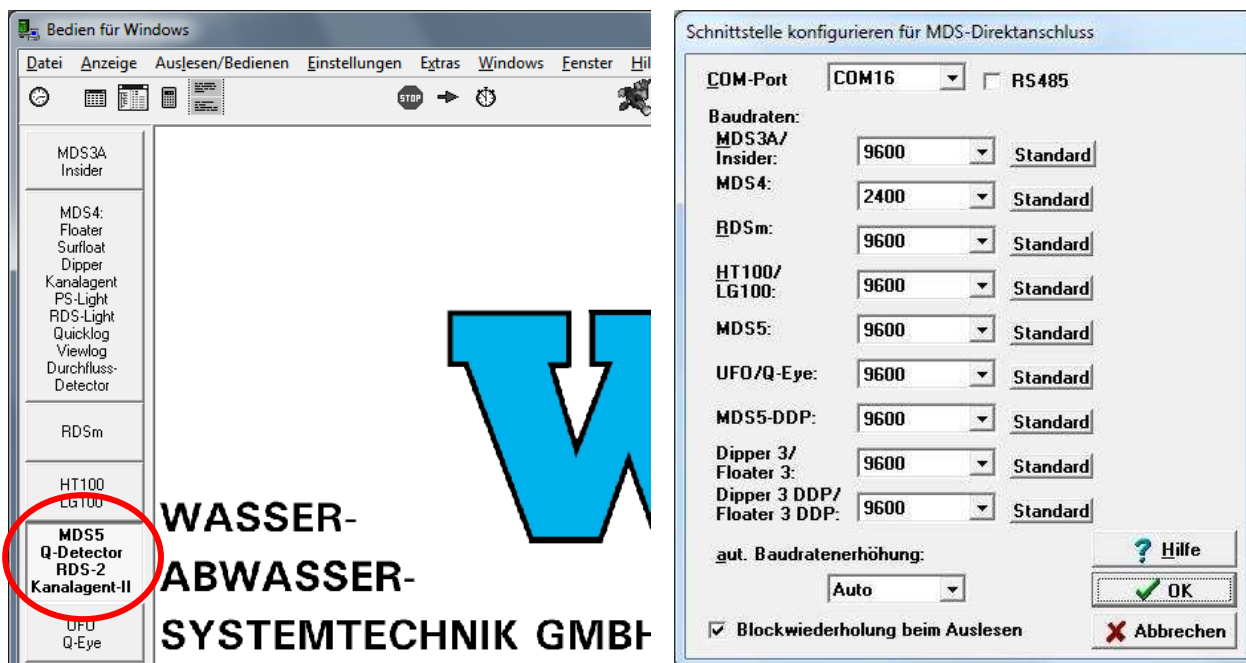 Bedien für Windows
Datei Anzeige Auslesen/Bedienen Einstellungen Extras Windows Fenster Hil
STOP
MDS3A
Insider
MDS4:
Floater
Surfloat
Dipper
Kanalagent
PS-Light
RDS-Light
Quicklog
Viewlog
Durchfluss-
Detector
RDSm
HT100
LG100
MDS5
Q-Detector
RDS-2
Kanalagent-II
UFO
Q-Eye
W
WASSER-
ABWASSER-
SYSTEMTECHNIK GMBH
Schnittstelle konfigurieren für MDS-Direktanschluss
COM-Port COM16 RS485
Baudraten:
MDS3A/
Insider: 9600 Standard
MDS4: 2400 Standard
RDSm: 9600 Standard
HT100/
LG100: 9600 Standard
MDS5: 9600 Standard
UFO/Q-Eye: 9600 Standard
MDS5-DDP: 9600 Standard
Dipper 3/
Floater 3: 9600 Standard
Dipper 3 DDP/
Floater 3 DDP: 9600 Standard
aut. Baudratenerhöhung:
Auto
Blockwiederholung beim Auslesen
Hilfe
OK
Abbrechen